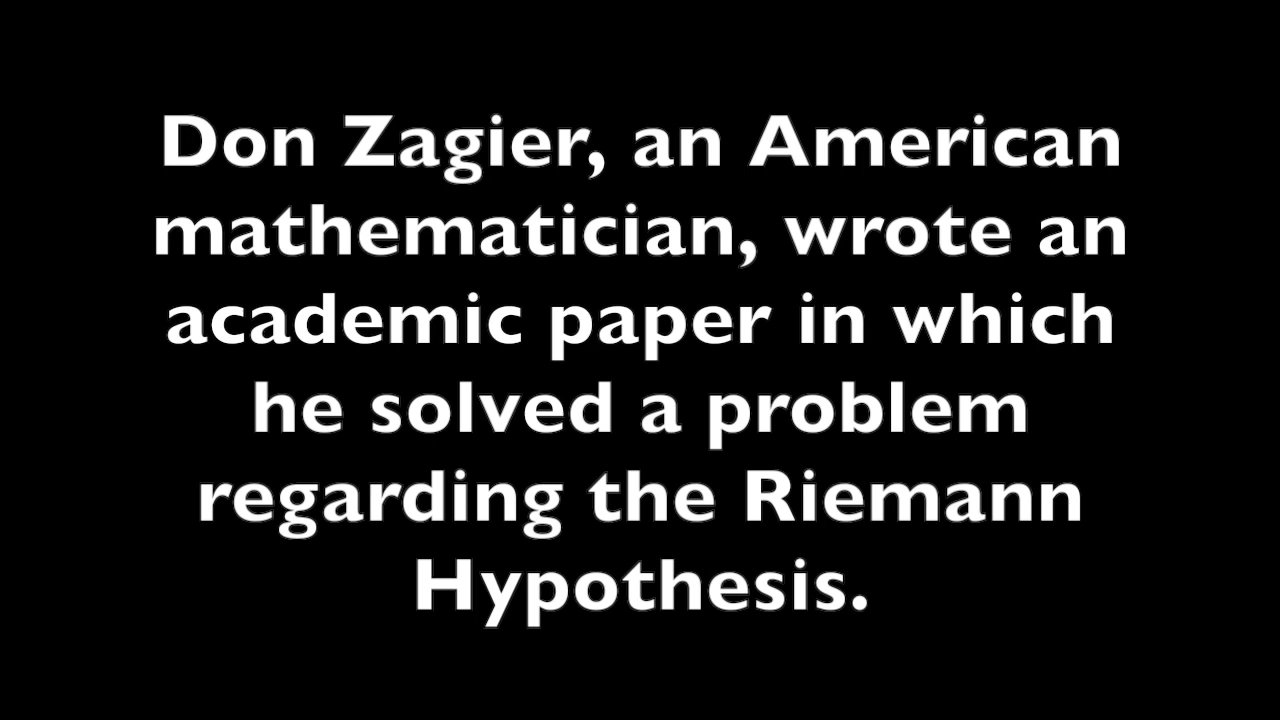 Don Zagier, an American
mathematician, wrote an
academic paper in which
he solved a problem
regarding the Riemann
Hypothesis.